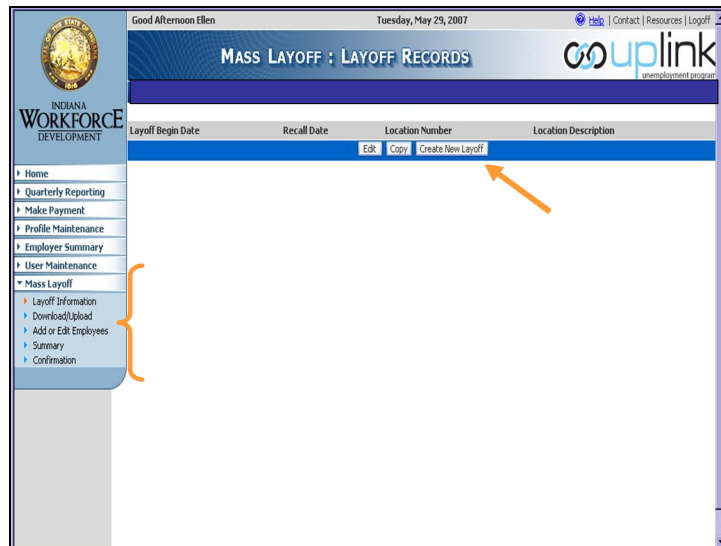 Good Afternoon Ellen Tuesday, May 29, 2007 Help | Contact | Resources | Logoff
MASS LAYOFF : LAYOFF RECORDS
uplink
unemployment program
1816
INDIANA
WORKFORCE
DEVELOPMENT
Layoff Begin Date Recall Date Location Number Location Description
Edit Copy Create New Layoff
Home
Quarterly Reporting
Make Payment
Profile Maintenance
Employer Summary
User Maintenance
Mass Layoff
Layoff Information
Download/Upload
Add or Edit Employees
Summary
Confirmation